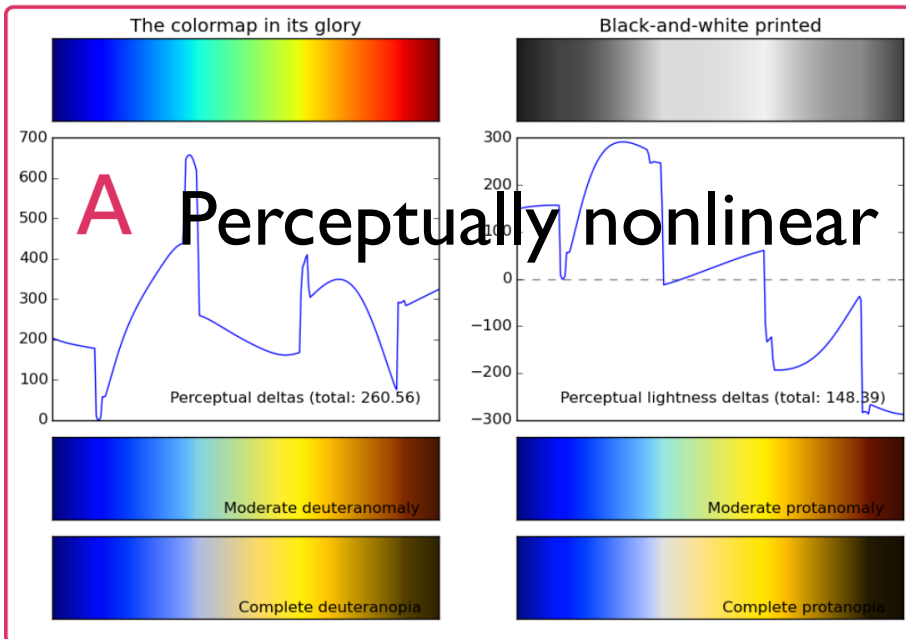 The colormap in its glory
Black-and-white printed
700
600
500
400
300
200
100
0
300
200
100
0
−100
−200
−300
A Perceptually nonlinear
Perceptual deltas (total: 260.56)
Perceptual lightness deltas (total: 148.39)
Moderate deuteranomaly
Moderate protanomaly
Complete deuteranopia
Complete protanopia